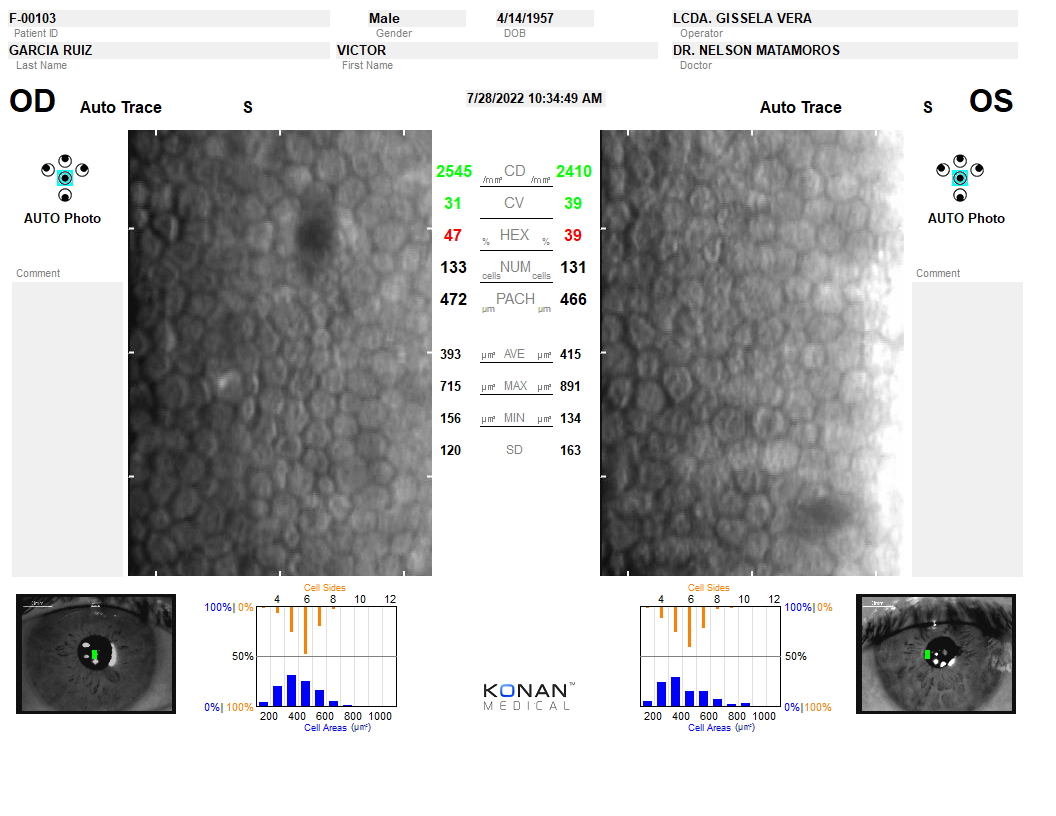 F-00103 Male 4/14/1957 LCDA. GISSELA VERA
Patient ID Gender DOB Operator
GARCIA RUIZ VICTOR DR. NELSON MATAMOROS
Last Name First Name Doctor
OD Auto Trace S 7/28/2022 10:34:49 AM Auto Trace S OS
2545 /mm² CD /mm² 2410
31 CV 39
AUTO Photo AUTO Photo
47 % HEX % 39
133 cells NUM cells 131
Comment Comment
472 µm PACH µm 466
393 µm² AVE µm² 415
715 µm² MAX µm² 891
156 µm² MIN µm² 134
120 SD 163
Cell Sides Cell Sides
4 6 8 10 12 4 6 8 10 12
100%| 0% 100%| 0%
50% 50%
KONAN™
MEDICAL
0%| 100% 0%| 100%
200 400 600 800 1000 200 400 600 800 1000
Cell Areas (µm²) Cell Areas (µm²)